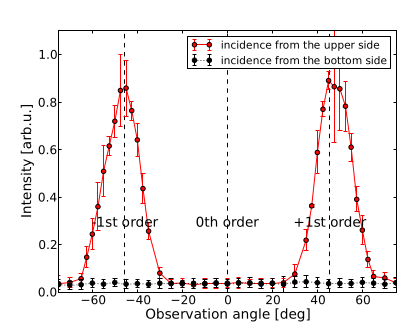 incidence from the upper side
incidence from the bottom side
Intensity [arb.u.]
1.0
0.8
0.6
0.4
0.2
0.0
-1st order
0th order
+1st order
−60
−40
−20
0
20
40
60
Observation angle [deg]